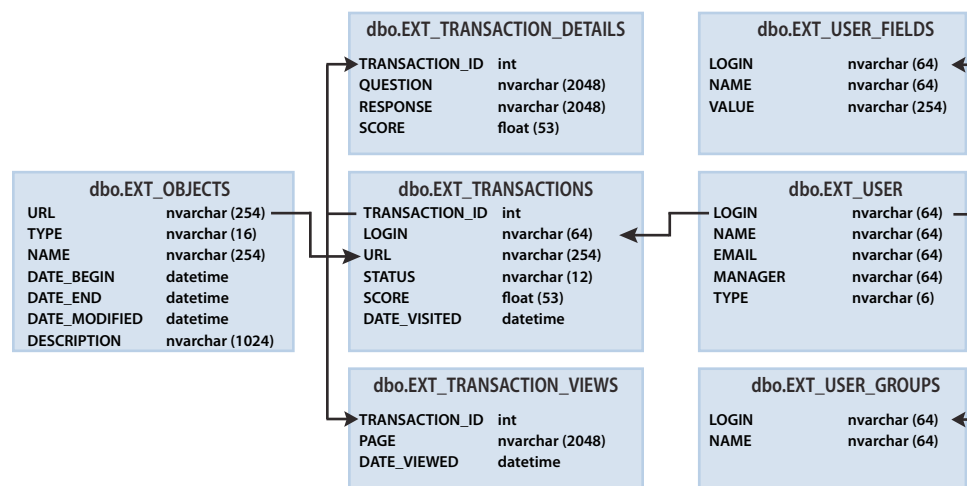 dbo.EXT_TRANSACTION_DETAILS
TRANSACTION_ID int
QUESTION nvarchar (2048)
RESPONSE nvarchar (2048)
SCORE float (53)
dbo.EXT_USER_FIELDS
LOGIN nvarchar (64)
NAME nvarchar (64)
VALUE nvarchar (254)
dbo.EXT_OBJECTS
URL nvarchar (254)
TYPE nvarchar (16)
NAME nvarchar (254)
DATE_BEGIN datetime
DATE_END datetime
DATE_MODIFIED datetime
DESCRIPTION nvarchar (1024)
dbo.EXT_TRANSACTIONS
TRANSACTION_ID int
LOGIN nvarchar (64)
URL nvarchar (254)
STATUS nvarchar (12)
SCORE float (53)
DATE_VISITED datetime
dbo.EXT_USER
LOGIN nvarchar (64)
NAME nvarchar (64)
EMAIL nvarchar (64)
MANAGER nvarchar (64)
TYPE nvarchar (6)
dbo.EXT_TRANSACTION_VIEWS
TRANSACTION_ID int
PAGE nvarchar (2048)
DATE_VIEWED datetime
dbo.EXT_USER_GROUPS
LOGIN nvarchar (64)
NAME nvarchar (64)